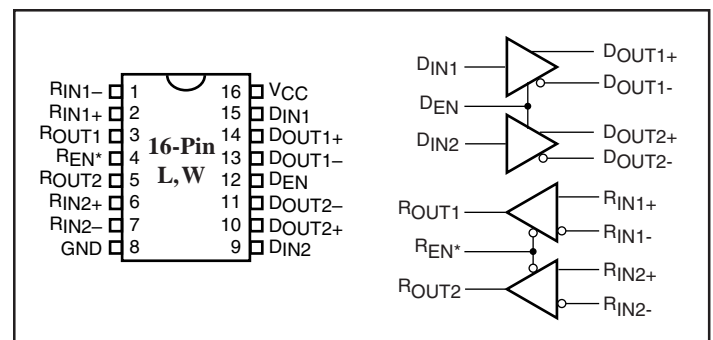 RIN1– 1 16 VCC
RIN1+ 2 15 DIN1
ROUT1 3 14 DOUT1+
REN* 4 13 DOUT1–
ROUT2 5 12 DEN
RIN2+ 6 11 DOUT2–
RIN2– 7 10 DOUT2+
GND 8 9 DIN2
16-Pin
L,W
DIN1
DOUT1+
DOUT1-
DEN
DIN2
DOUT2+
DOUT2-
ROUT1
RIN1+
RIN1-
REN*
ROUT2
RIN2+
RIN2-